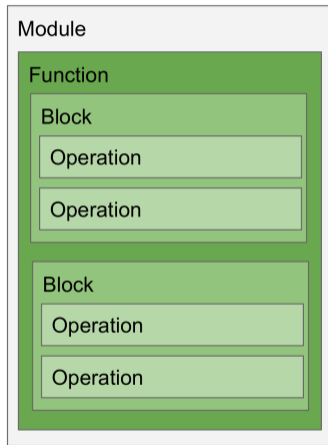 Module
Function
Block
Operation
Operation
Block
Operation
Operation